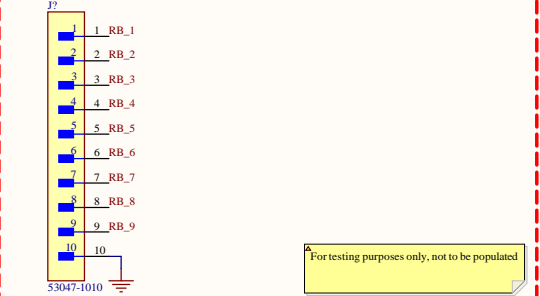 J?
1 1 RB_1
2 2 RB_2
3 3 RB_3
4 4 RB_4
5 5 RB_5
6 6 RB_6
7 7 RB_7
8 8 RB_8
9 9 RB_9
10 10
For testing purposes only, not to be populated
53047-1010